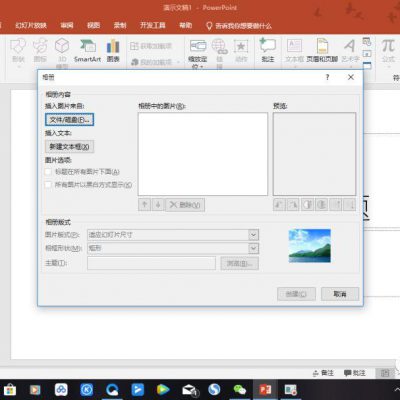 演示文稿1 - PowerPoint
幻灯片放映 审阅 视图 录制 开发工具 告诉我你想要做什么
形状 图标 3D 模型 SmartArt 图表 获取加载项 我的加载项 缩放定位 链接 动作 批注 文本框 页眉和页脚 艺术字 公式 符
相册
相册内容
插入图片来自: 相册中的图片(R): 预览:
文件/磁盘(F)...
插入文本:
新建文本框(X)
图片选项:
标题在所有图片下面(A)
所有图片以黑白方式显示(K)
删除(V)
相册版式
图片版式(P): 适应幻灯片尺寸
相框形状(M): 矩形
主题(T): 浏览(B)...
创建(C) 取消
题
备注 批注